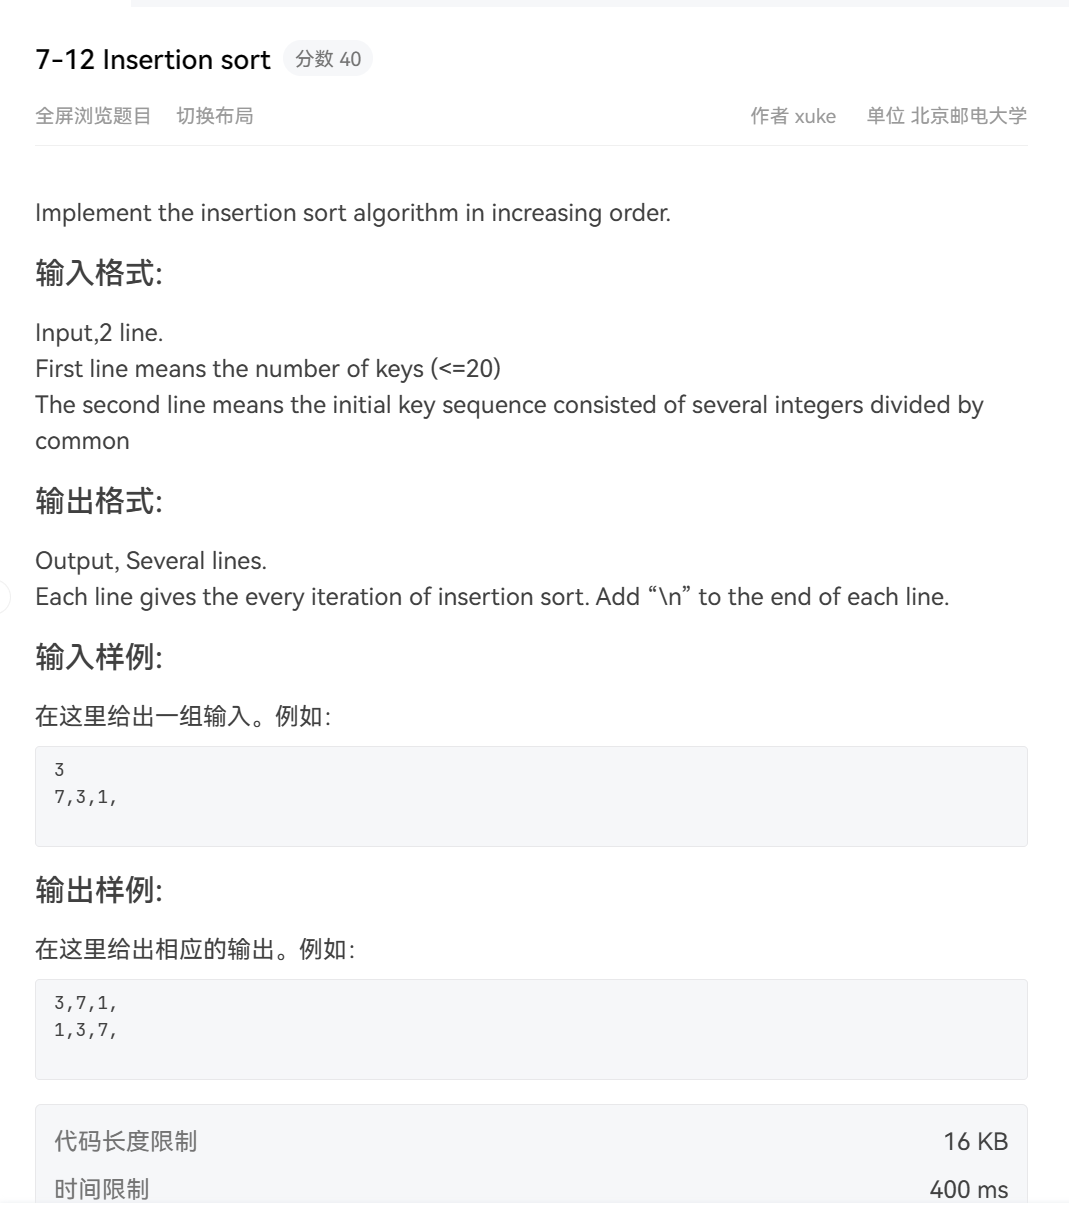 7-12 Insertion sort 分数 40
全屏浏览题目 切换布局 作者 xuke 单位 北京邮电大学
Implement the insertion sort algorithm in increasing order.
输入格式:
Input,2 line.
First line means the number of keys (<=20)
The second line means the initial key sequence consisted of several integers divided by
common
输出格式:
Output, Several lines.
Each line gives the every iteration of insertion sort. Add “\n” to the end of each line.
输入样例:
在这里给出一组输入。例如:
3
7,3,1,
输出样例:
在这里给出相应的输出。例如:
3,7,1,
1,3,7,
代码长度限制 16 KB
时间限制 400 ms